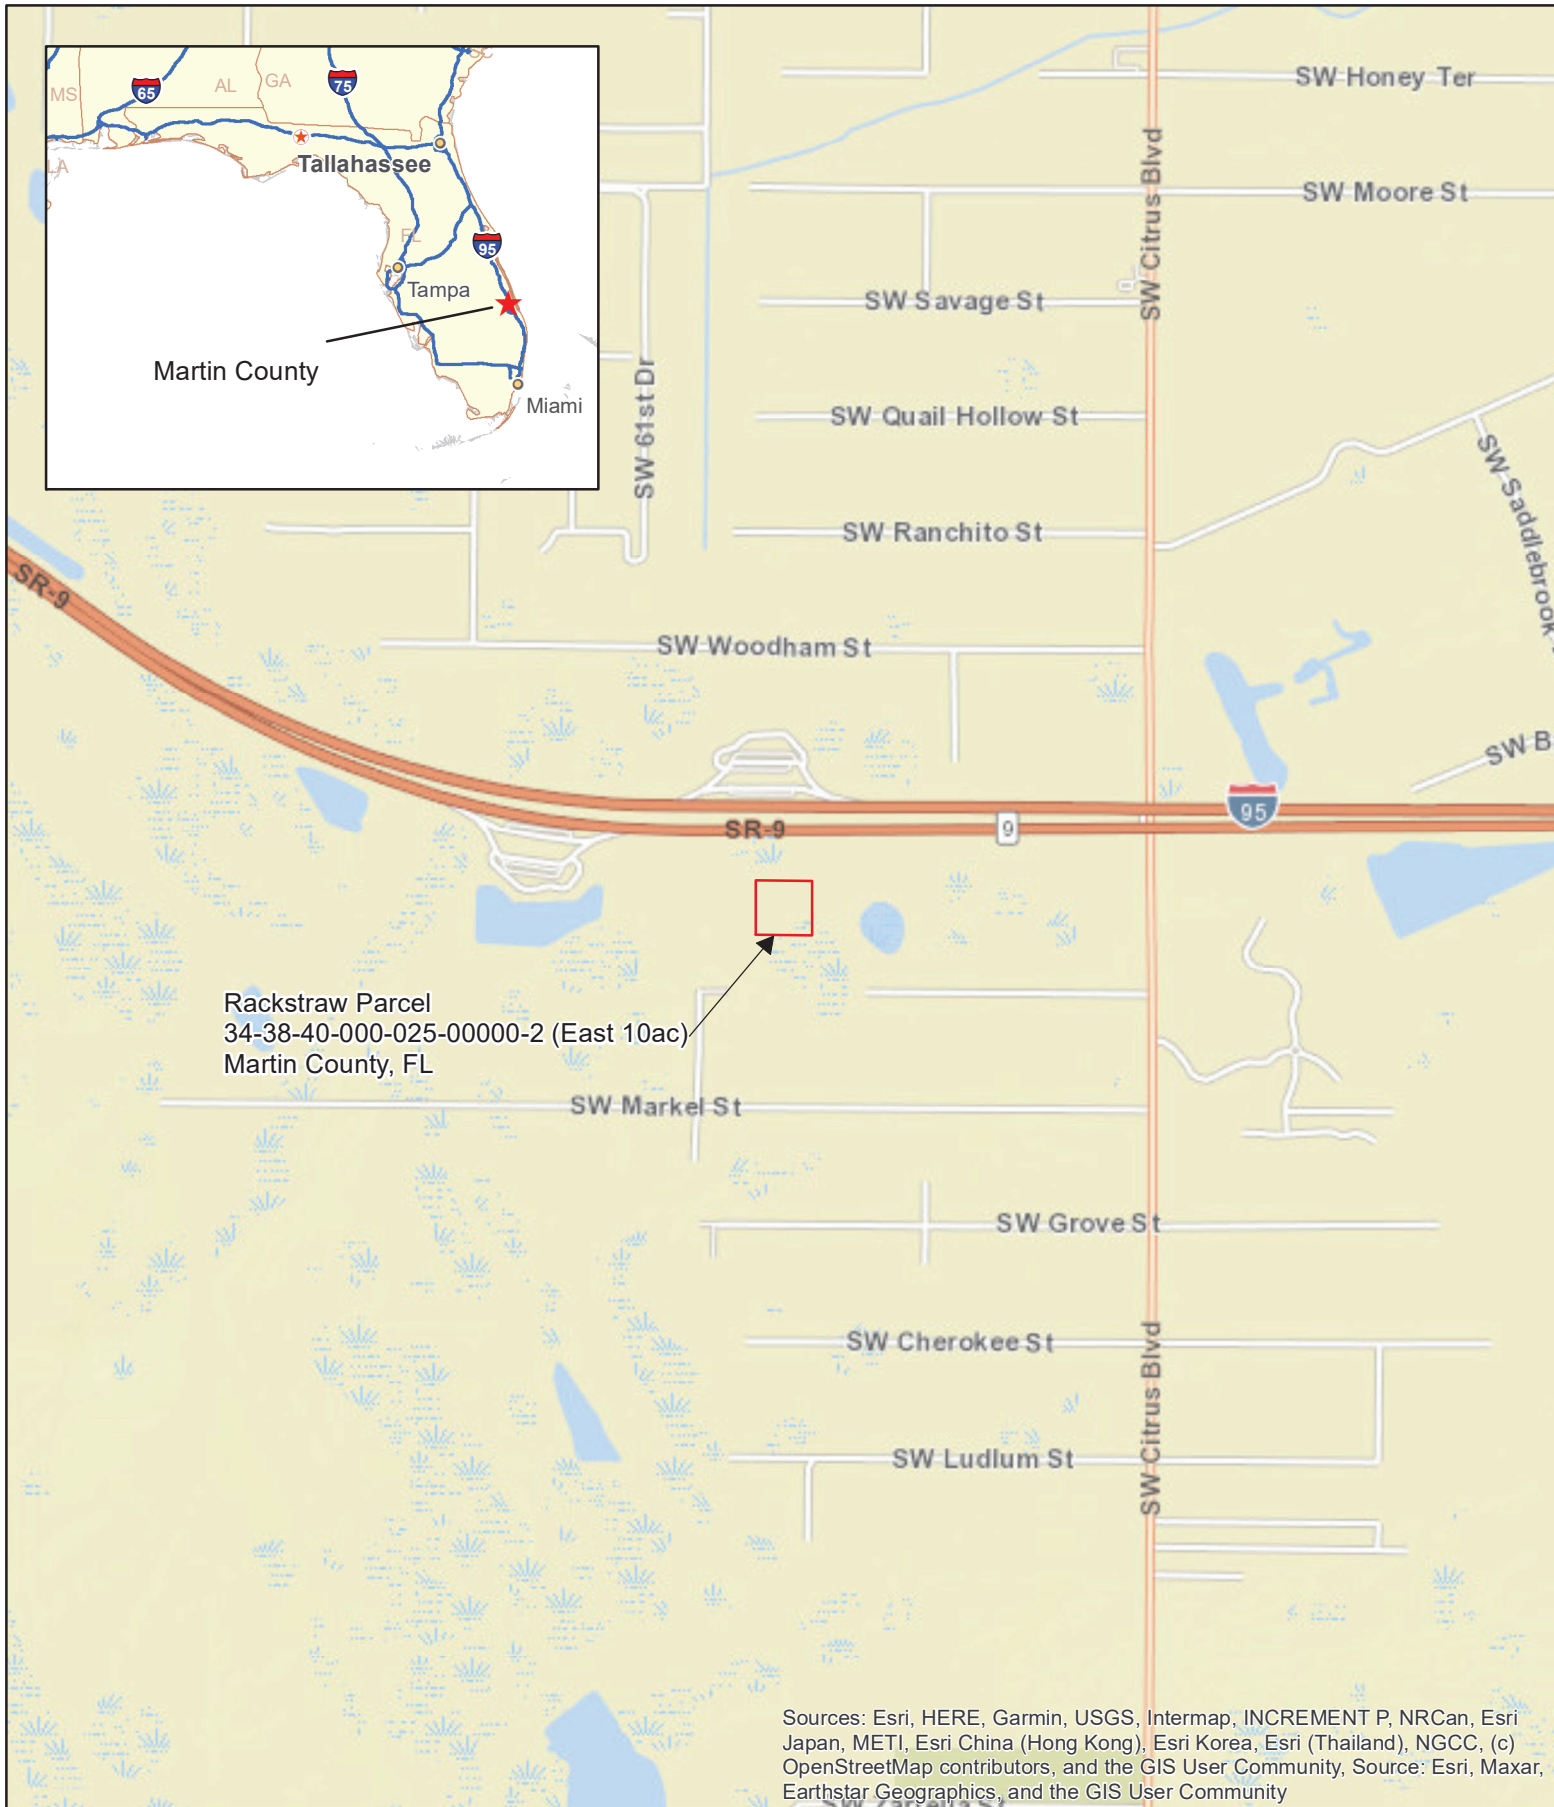 MS
65
AL
GA
75
LA
Tallahassee
FL
95
Tampa
Martin County
Miami
SW Honey Ter
SW Moore St
SW Citrus Blvd
SW Savage St
SW 61st Dr
SW Quail Hollow St
SW Ranchito St
SW Saddlebrook
SR-9
SW Woodham St
SW B
95
SR-9
9
Rackstraw Parcel
34-38-40-000-025-00000-2 (East 10ac)
Martin County, FL
SW Markel St
SW Grove St
SW Cherokee St
SW Citrus Blvd
SW Ludlum St
Sources: Esri, HERE, Garmin, USGS, Intermap, INCREMENT P, NRCan, Esri
Japan, METI, Esri China (Hong Kong), Esri Korea, Esri (Thailand), NGCC, (c)
OpenStreetMap contributors, and the GIS User Community, Source: Esri, Maxar,
Earthstar Geographics, and the GIS User Community